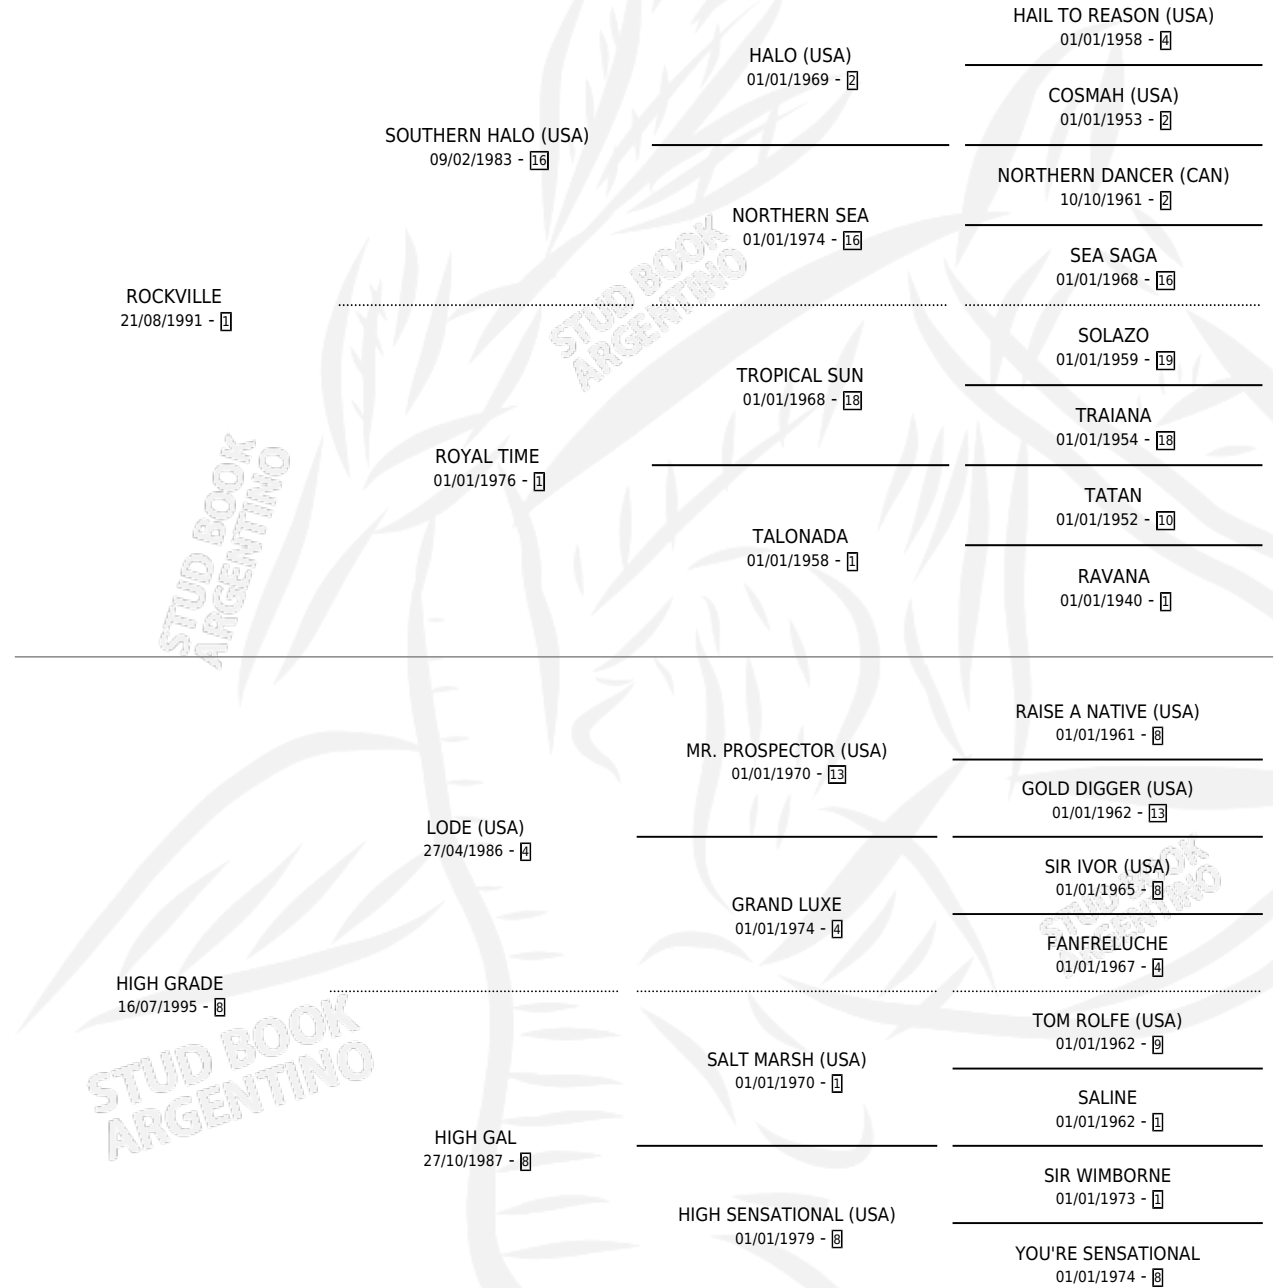 HAIL TO REASON (USA)
01/01/1958 - 4
HALO (USA)
01/01/1969 - 2
COSMAH (USA)
01/01/1953 - 2
SOUTHERN HALO (USA)
09/02/1983 - 16
NORTHERN DANCER (CAN)
10/10/1961 - 2
NORTHERN SEA
01/01/1974 - 16
SEA SAGA
01/01/1968 - 16
ROCKVILLE
21/08/1991 - 1
STUD BOOK
ARGENTINO
SOLAZO
01/01/1959 - 19
TROPICAL SUN
01/01/1968 - 18
TRAIANA
01/01/1954 - 18
ROYAL TIME
01/01/1976 - 1
TATAN
01/01/1952 - 10
TALONADA
01/01/1958 - 1
RAVANA
01/01/1940 - 1
STUD BOOK
ARGENTINO
RAISE A NATIVE (USA)
01/01/1961 - 8
MR. PROSPECTOR (USA)
01/01/1970 - 13
GOLD DIGGER (USA)
01/01/1962 - 13
LODE (USA)
27/04/1986 - 4
SIR IVOR (USA)
01/01/1965 - 8
GRAND LUXE
01/01/1974 - 4
FANFRELUCHE
01/01/1967 - 4
STUD BOOK
ARGENTINO
HIGH GRADE
16/07/1995 - 8
TOM ROLFE (USA)
01/01/1962 - 9
SALT MARSH (USA)
01/01/1970 - 1
SALINE
01/01/1962 - 1
STUD BOOK
ARGENTINO
HIGH GAL
27/10/1987 - 8
SIR WIMBORNE
01/01/1973 - 1
HIGH SENSATIONAL (USA)
01/01/1979 - 8
YOU'RE SENSATIONAL
01/01/1974 - 8